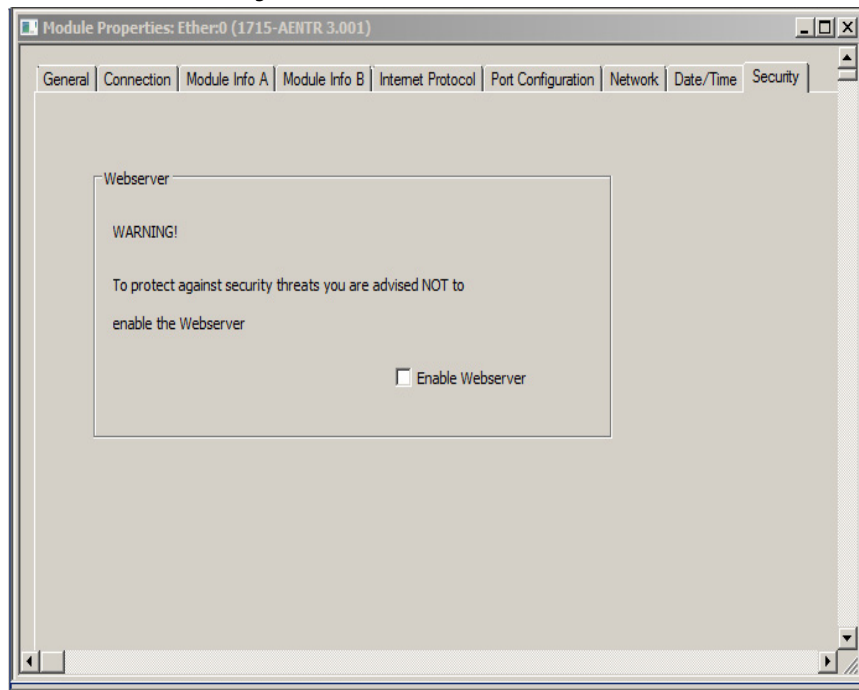 Module Properties: Ether:0 (1715-AENTR 3.001)
General Connection Module Info A Module Info B Internet Protocol Port Configuration Network Date/Time Security
Webserver
WARNING!
To protect against security threats you are advised NOT to
enable the Webserver
Enable Webserver